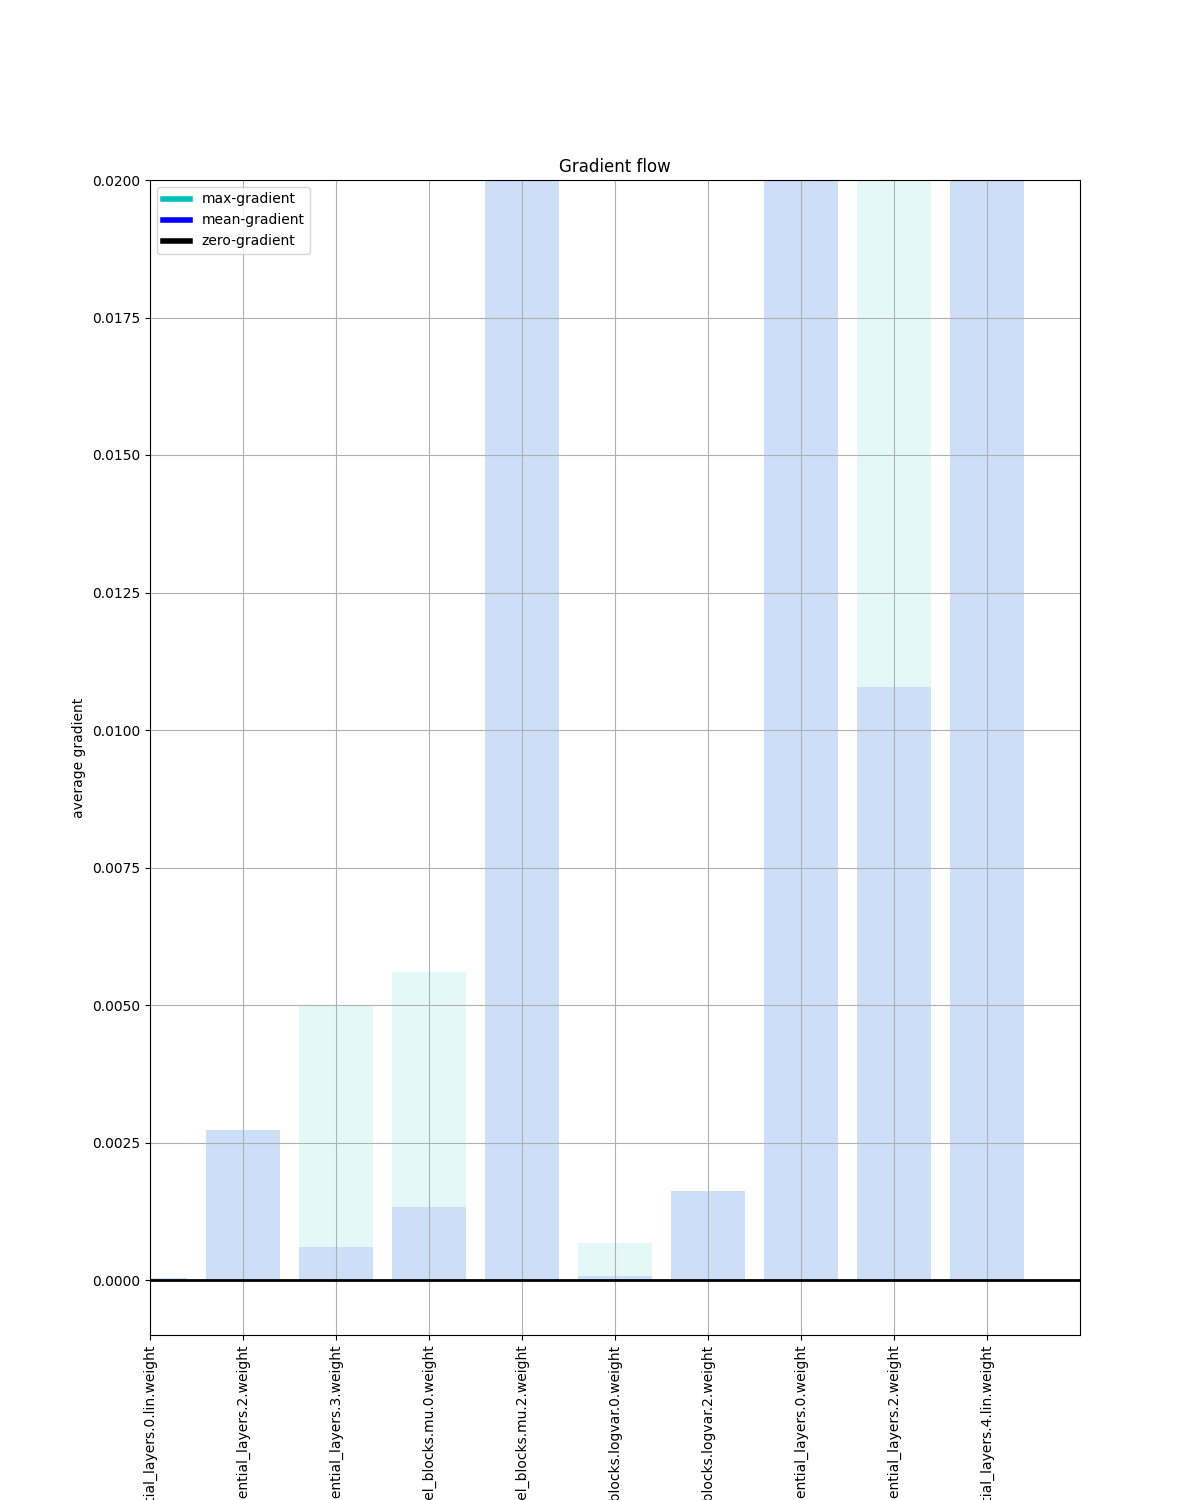 Gradient flow
max-gradient
mean-gradient
zero-gradient
0.0200
0.0175
0.0150
0.0125
0.0100
0.0075
0.0050
0.0025
0.0000
average gradient
tial_layers.0.lin.weight
ential_layers.2.weight
ential_layers.3.weight
el_blocks.mu.0.weight
el_blocks.mu.2.weight
blocks.logvar.0.weight
blocks.logvar.2.weight
ential_layers.0.weight
ential_layers.2.weight
tial_layers.4.lin.weight